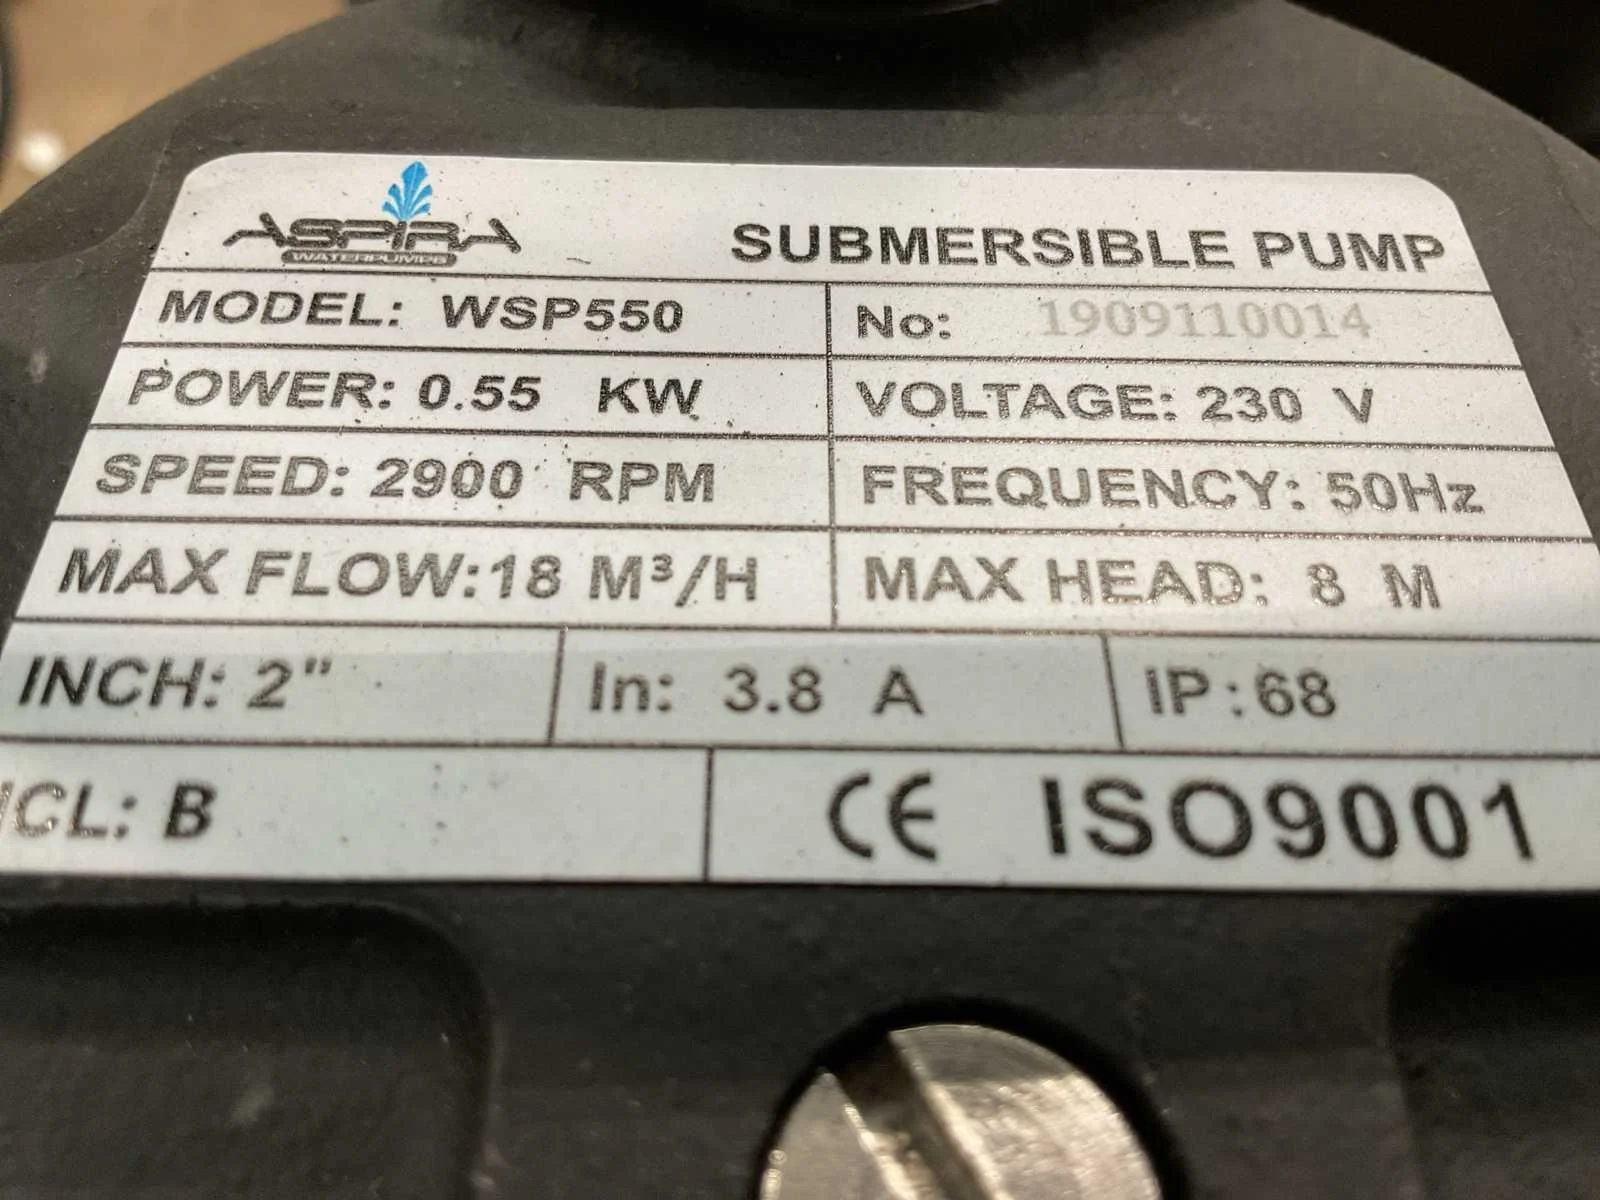 ASPIRA
WATERPUMPS
SUBMERSIBLE PUMP
MODEL: WSP550
No: 1909110014
POWER: 0.55 KW
VOLTAGE: 230 V
SPEED: 2900 RPM
FREQUENCY: 50Hz
MAX FLOW:18 M³/H
MAX HEAD: 8 M
INCH: 2"
In: 3.8 A
IP:68
CL: B
CE ISO9001